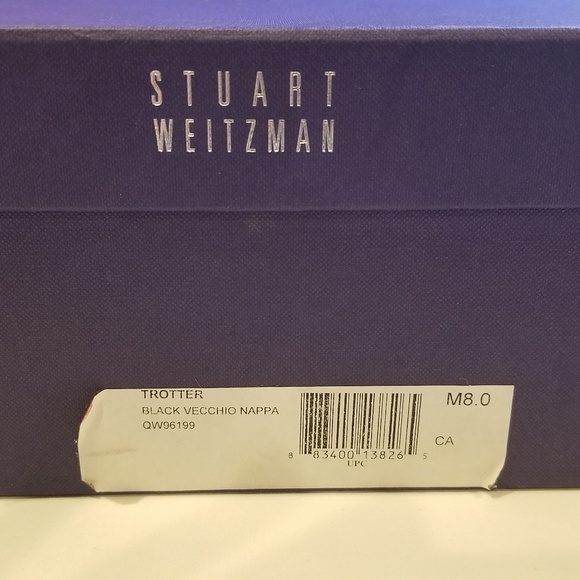 STUART
WEITZMAN
TROTTER
BLACK VECCHIO NAPPA
QW96199
M8.0
CA
8 83400 13826 5
UPC